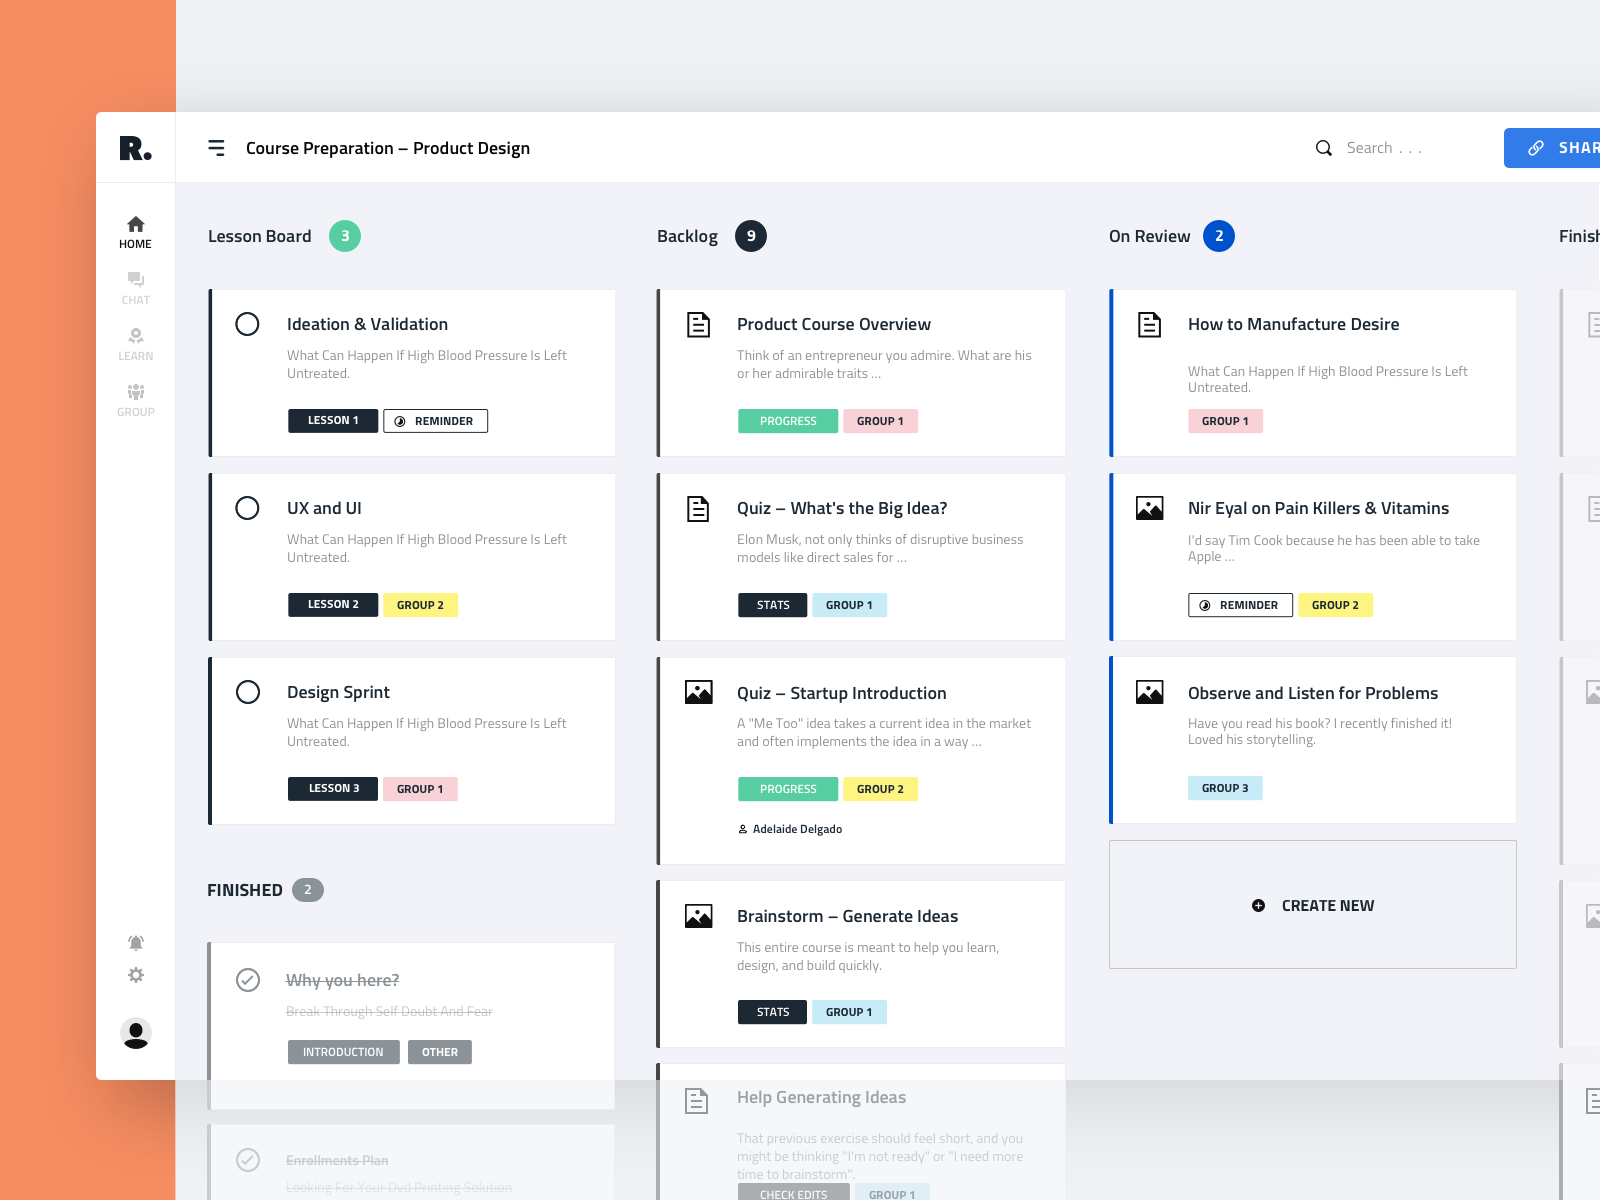 R.
Course Preparation – Product Design
Search . . .
SHAR
HOME
CHAT
LEARN
GROUP
Lesson Board 3
Ideation & Validation
What Can Happen If High Blood Pressure Is Left
Untreated.
LESSON 1 REMINDER
UX and UI
What Can Happen If High Blood Pressure Is Left
Untreated.
LESSON 2 GROUP 2
Design Sprint
What Can Happen If High Blood Pressure Is Left
Untreated.
LESSON 3 GROUP 1
FINISHED 2
Why you here?
Break Through Self Doubt And Fear
INTRODUCTION OTHER
Enrollments Plan
Looking For Your Dvd Printing Solution
Backlog 9
Product Course Overview
Think of an entrepreneur you admire. What are his
or her admirable traits ...
PROGRESS GROUP 1
Quiz – What's the Big Idea?
Elon Musk, not only thinks of disruptive business
models like direct sales for ...
STATS GROUP 1
Quiz – Startup Introduction
A "Me Too" idea takes a current idea in the market
and often implements the idea in a way ...
PROGRESS GROUP 2
Adelaide Delgado
Brainstorm – Generate Ideas
This entire course is meant to help you learn,
design, and build quickly.
STATS GROUP 1
Help Generating Ideas
That previous exercise should feel short, and you
might be thinking "I'm not ready" or "I need more
time to brainstorm".
CHECK EDITS GROUP 1
On Review 2
How to Manufacture Desire
What Can Happen If High Blood Pressure Is Left
Untreated.
GROUP 1
Nir Eyal on Pain Killers & Vitamins
I'd say Tim Cook because he has been able to take
Apple ...
REMINDER GROUP 2
Observe and Listen for Problems
Have you read his book? I recently finished it!
Loved his storytelling.
GROUP 3
CREATE NEW
Finish